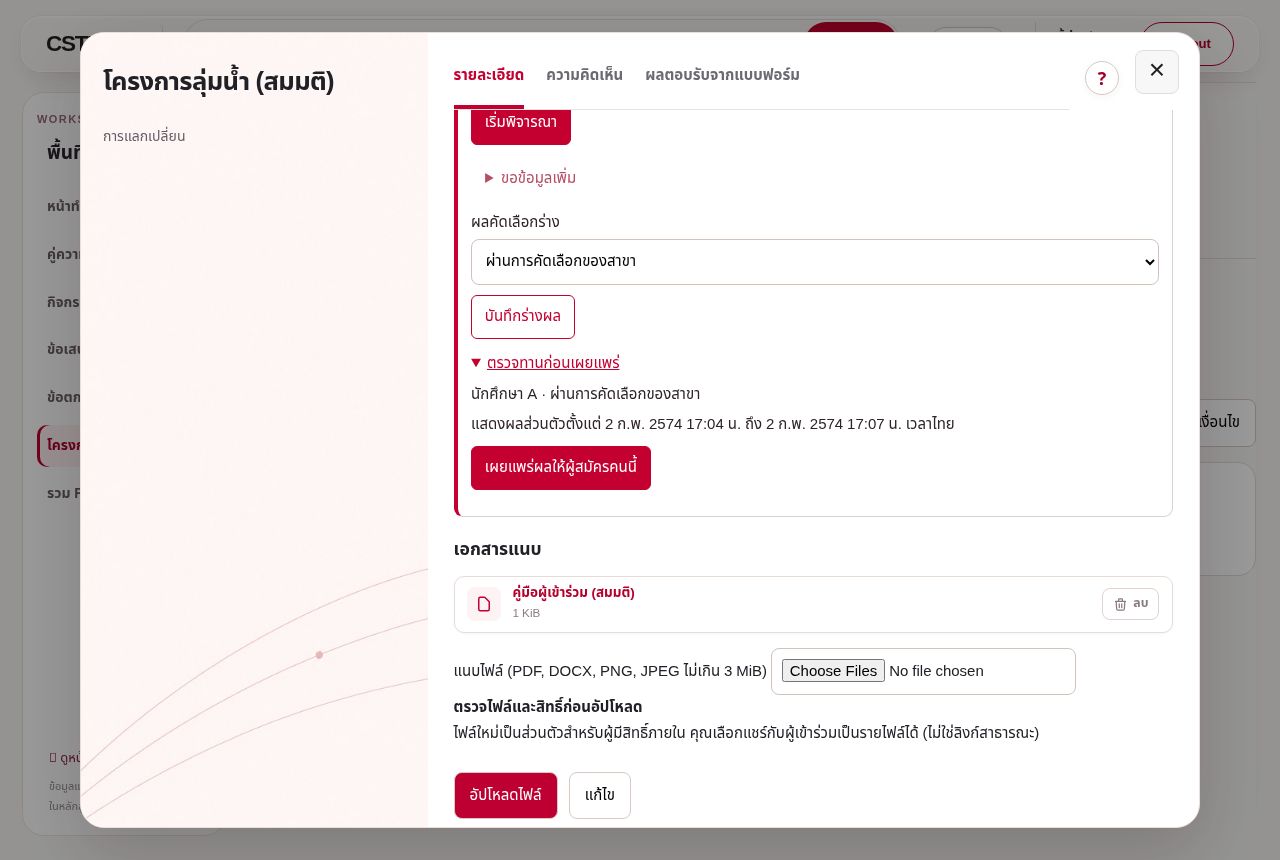 CST
out
WORKS
พื้นที่
โครงการลุ่มน้ำ (สมมติ)
การแลกเปลี่ยน
รายละเอียด ความคิดเห็น ผลตอบรับจากแบบฟอร์ม
?
✕
เริ่มพิจารณา
▶ ขอข้อมูลเพิ่ม
ผลคัดเลือกร่าง
ผ่านการคัดเลือกของสาขา
บันทึกร่างผล
▼ ตรวจทานก่อนเผยแพร่
นักศึกษา A · ผ่านการคัดเลือกของสาขา
แสดงผลส่วนตัวตั้งแต่ 2 ก.พ. 2574 17:04 น. ถึง 2 ก.พ. 2574 17:07 น. เวลาไทย
เผยแพร่ผลให้ผู้สมัครคนนี้
เอกสารแนบ
คู่มือผู้เข้าร่วม (สมมติ)
1 KiB
ลบ
แนบไฟล์ (PDF, DOCX, PNG, JPEG ไม่เกิน 3 MiB) Choose Files No file chosen
ตรวจไฟล์และสิทธิ์ก่อนอัปโหลด
ไฟล์ใหม่เป็นส่วนตัวสำหรับผู้มีสิทธิ์ภายใน คุณเลือกแชร์กับผู้เข้าร่วมเป็นรายไฟล์ได้ (ไม่ใช่ลิงก์สาธารณะ)
อัปโหลดไฟล์ แก้ไข
หน้าทำ
คู่ความ
กิจกร
ข้อเสน
ข้อตก
โครงก
รวม F
งื่อนไข
ดูหน้
ข้อมูลแ
ในหลัก